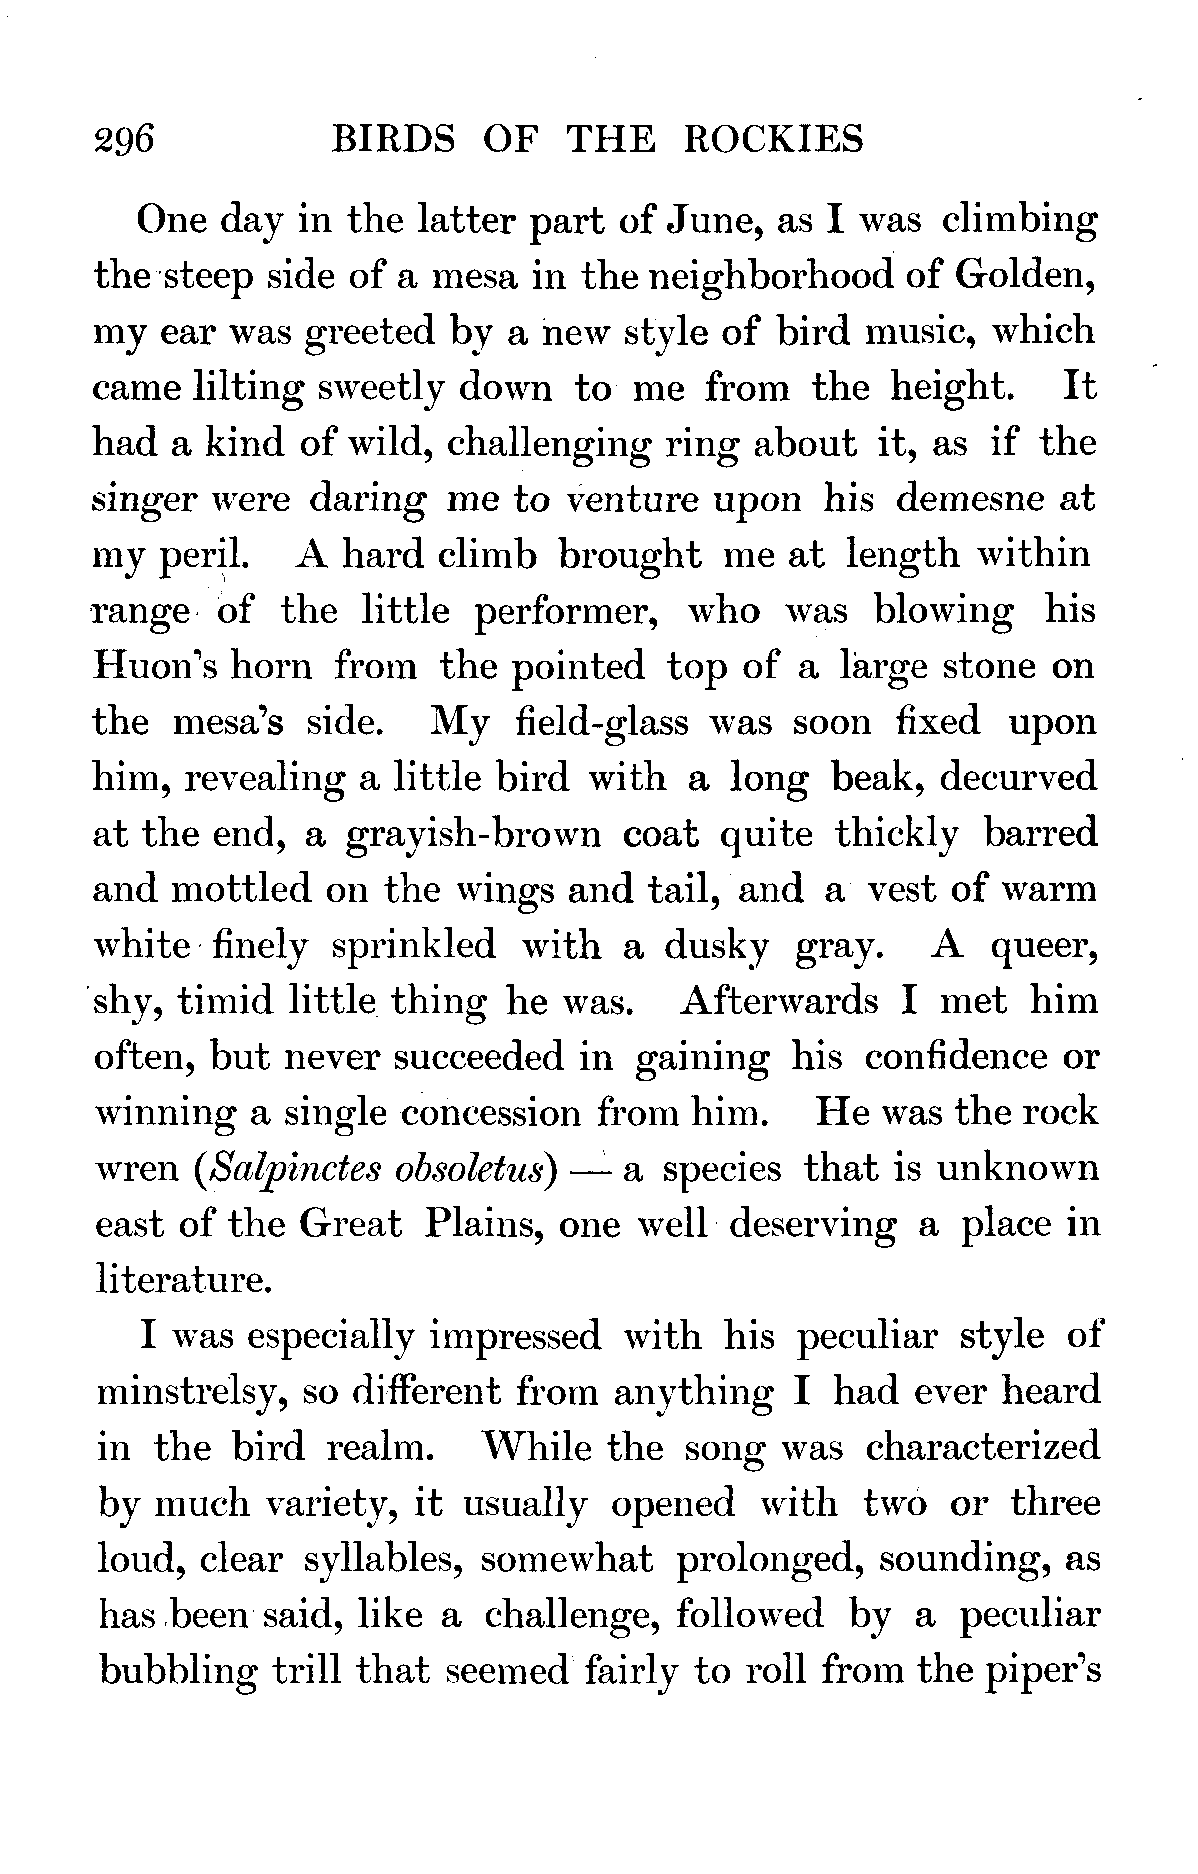 296 BIRDS OF THE ROCKIES
One day in the latter part of June, as I was climbing
the steep side of a mesa in the neighborhood of Golden,
my ear was greeted by a new style of bird music, which
came lilting sweetly down to me from the height. It
had a kind of wild, challenging ring about it, as if the
singer were daring me to venture upon his demesne at
my peril. A hard climb brought me at length within
range of the little performer, who was blowing his
Huon's horn from the pointed top of a large stone on
the mesa's side. My field-glass was soon fixed upon
him, revealing a little bird with a long beak, decurved
at the end, a grayish-brown coat quite thickly barred
and mottled on the wings and tail, and a vest of warm
white finely sprinkled with a dusky gray. A queer,
shy, timid little thing he was. Afterwards I met him
often, but never succeeded in gaining his confidence or
winning a single concession from him. He was the rock
wren (Salpinctes obsoletus) — a species that is unknown
east of the Great Plains, one well deserving a place in
literature.
I was especially impressed with his peculiar style of
minstrelsy, so different from anything I had ever heard
in the bird realm. While the song was characterized
by much variety, it usually opened with two or three
loud, clear syllables, somewhat prolonged, sounding, as
has been said, like a challenge, followed by a peculiar
bubbling trill that seemed fairly to roll from the piper's